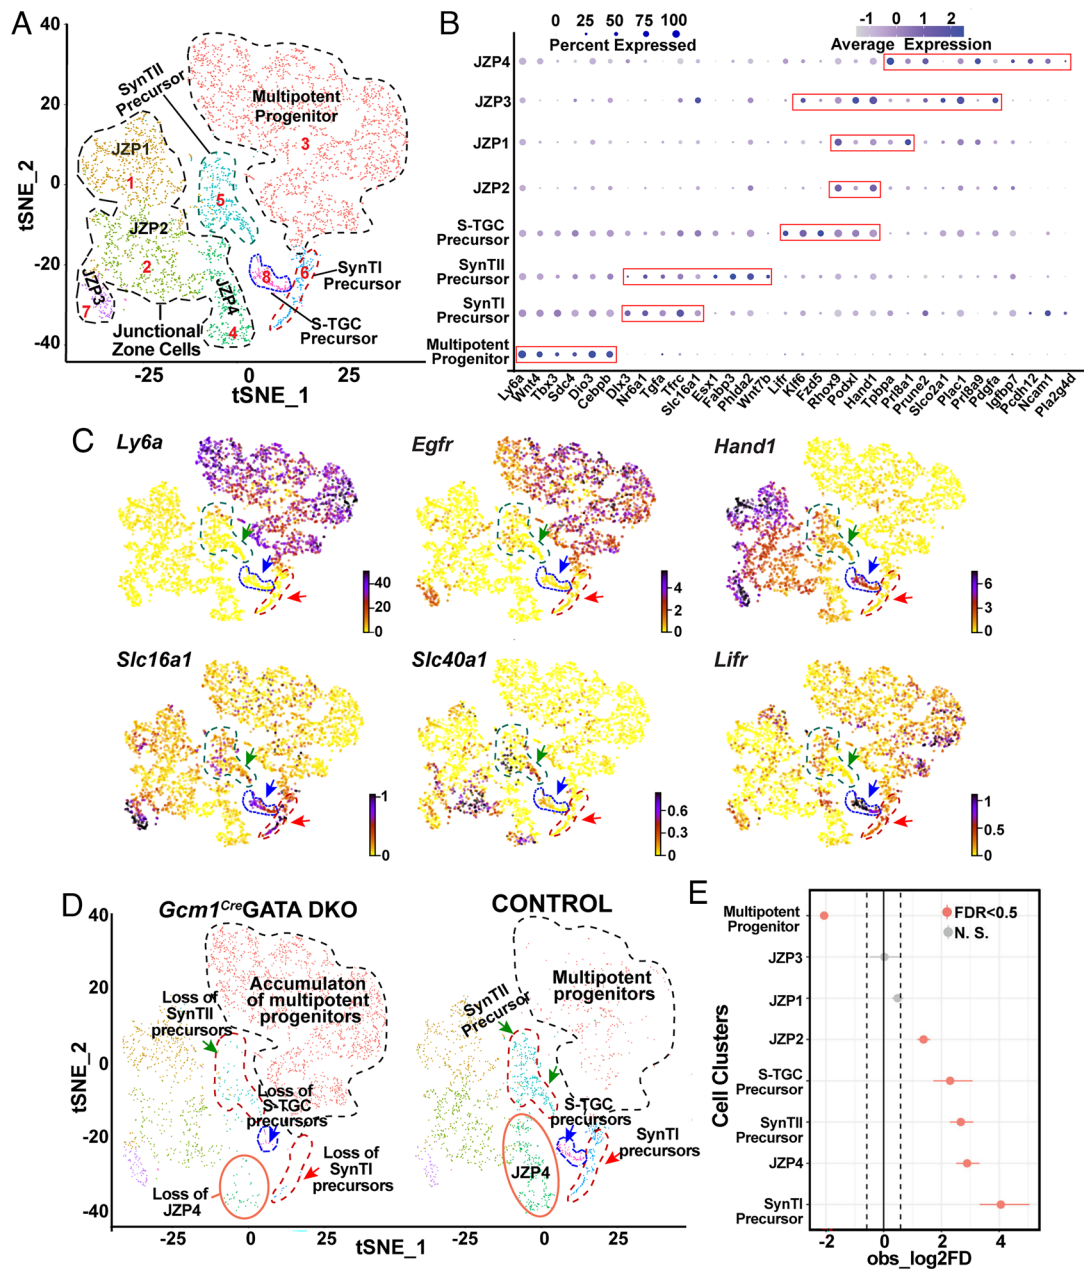 A
40
20
0
-20
-40
tSNE_2
-25
0
25
tSNE_1
SynTII
Precursor
Multipotent
Progenitor
3
JZP1
1
5
JZP2
2
JZP3
7
JZP4
4
8
6
SynTI
Precursor
S-TGC
Precursor
Junctional
Zone Cells
B
0 25 50 75 100
Percent Expressed
-1 0 2
Average Expression
JZP4
JZP3
JZP1
JZP2
S-TGC
Precursor
SynTII
Precursor
SynTI
Precursor
Multipotent
Progenitor
Ly6a
Wnt4
Tbx3
Sdc4
Dio3
Cebpb
Dlx3
Nr6a1
Tgfa
Tfrc
Slc16a1
Esx1
Fabp3
Phlda2
Wnt7b
Lifr
Klf6
Fzd5
Rhox9
Podxl
Hand1
Tpbpa
Prl8a1
Prune2
Slco2a1
Plac1
Prl8a9
Pdgfa
Igfbp7
Pcdh12
Ncam1
Pla2g4d
C
Ly6a
40
20
0
Egfr
4
2
0
Hand1
6
3
0
Slc16a1
1
0
Slc40a1
0.6
0.3
0
Lifr
1
0.5
0
D
Gcm1CreGATA DKO
CONTROL
40
20
0
-20
-40
tSNE_2
Accumulaton
of multipotent
progenitors
Loss of
SynTII
precursors
Loss of
S-TGC
precursors
Loss of
SynTI
precursors
Loss of
JZP4
Multipotent
progenitors
SynTII
Precursor
S-TGC
precursors
SynTI
precursors
JZP4
-25
0
25
tSNE_1
-25
0
25
E
Cell Clusters
Multipotent
Progenitor
JZP3
JZP1
JZP2
S-TGC
Precursor
SynTII
Precursor
JZP4
SynTI
Precursor
FDR<0.5
N. S.
-2
0
2
4
obs_log2FD